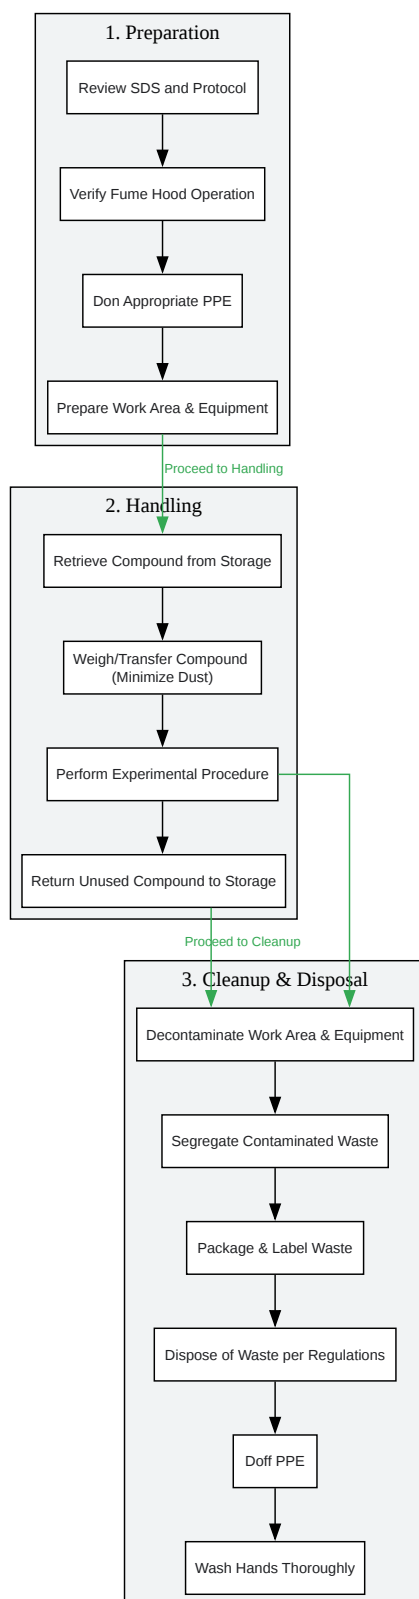 1. Preparation
Review SDS and Protocol
Verify Fume Hood Operation
Don Appropriate PPE
Prepare Work Area & Equipment
Proceed to Handling
2. Handling
Retrieve Compound from Storage
Weigh/Transfer Compound
(Minimize Dust)
Perform Experimental Procedure
Return Unused Compound to Storage
Proceed to Cleanup
3. Cleanup & Disposal
Decontaminate Work Area & Equipment
Segregate Contaminated Waste
Package & Label Waste
Dispose of Waste per Regulations
Doff PPE
Wash Hands Thoroughly